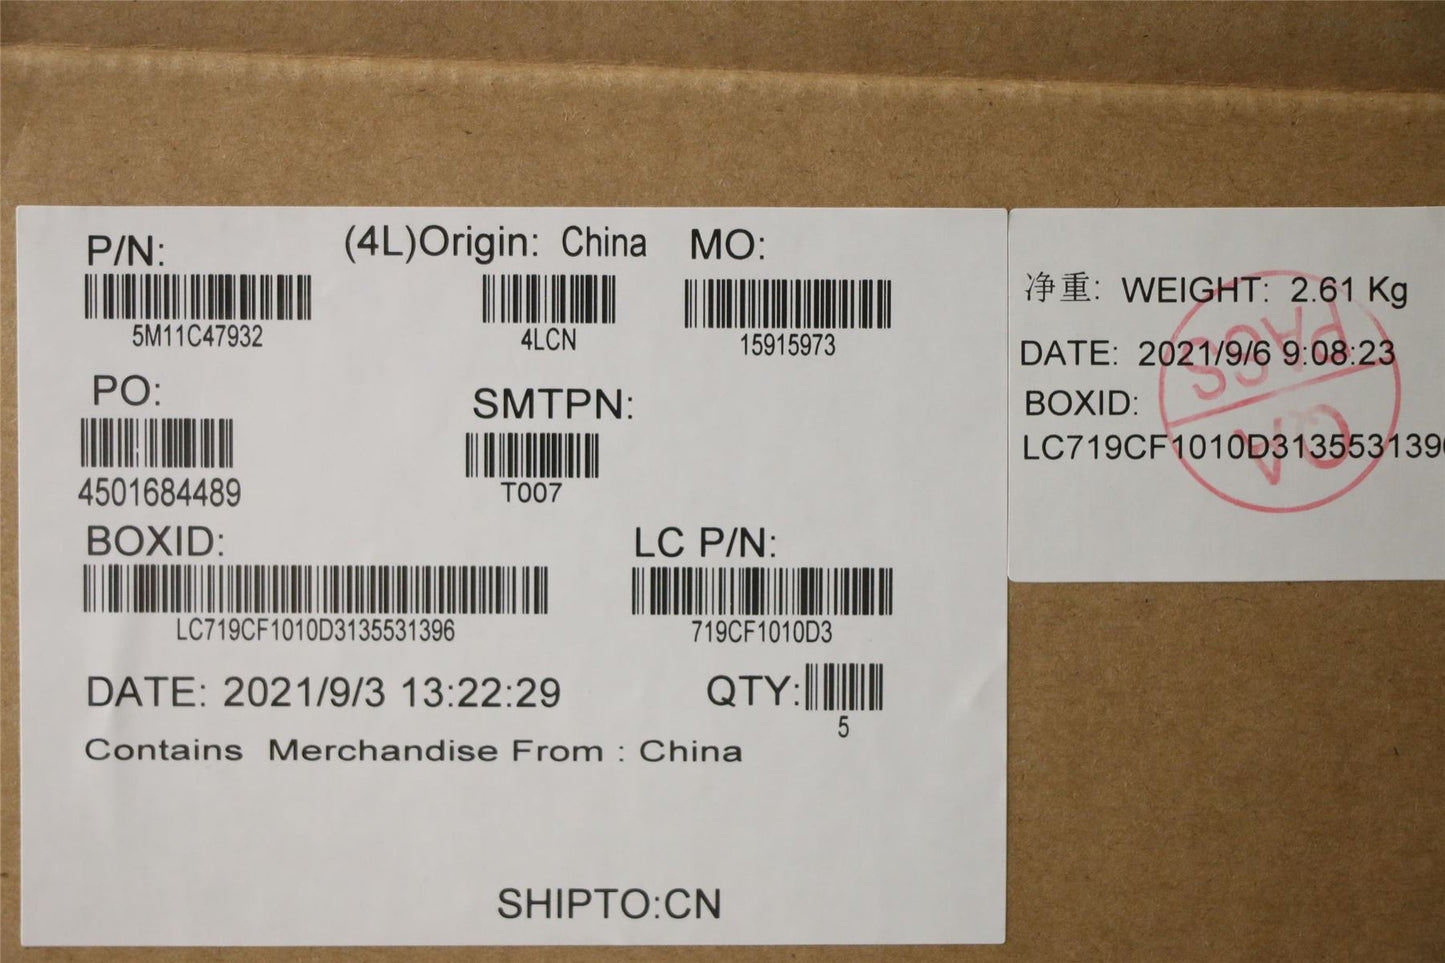 P/N:
(4L)Origin: China
MO:
5M11C47932
4LCN
15915973
PO:
SMTPN:
4501684489
T007
BOXID:
LC P/N:
LC719CF1010D3135531396
719CF1010D3
DATE: 2021/9/3 13:22:29
QTY:
5
Contains Merchandise From : China
SHIPTO:CN
净重: WEIGHT: 2.61 Kg
DATE: 2021/9/6 9:08:23
BOXID:
LC719CF1010D313553139
QA
PASS